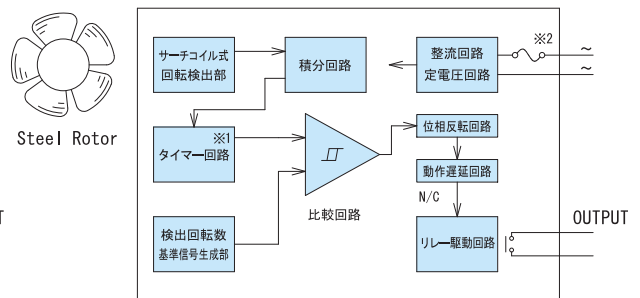 サーチコイル式
回転検出部
積分回路
整流回路
定電圧回路
※2
~
~
Steel Rotor
※1
タイマー回路
位相反転回路
動作遅延回路
N/C
比較回路
検出回転数
基準信号生成部
リレー駆動回路
OUTPUT
T